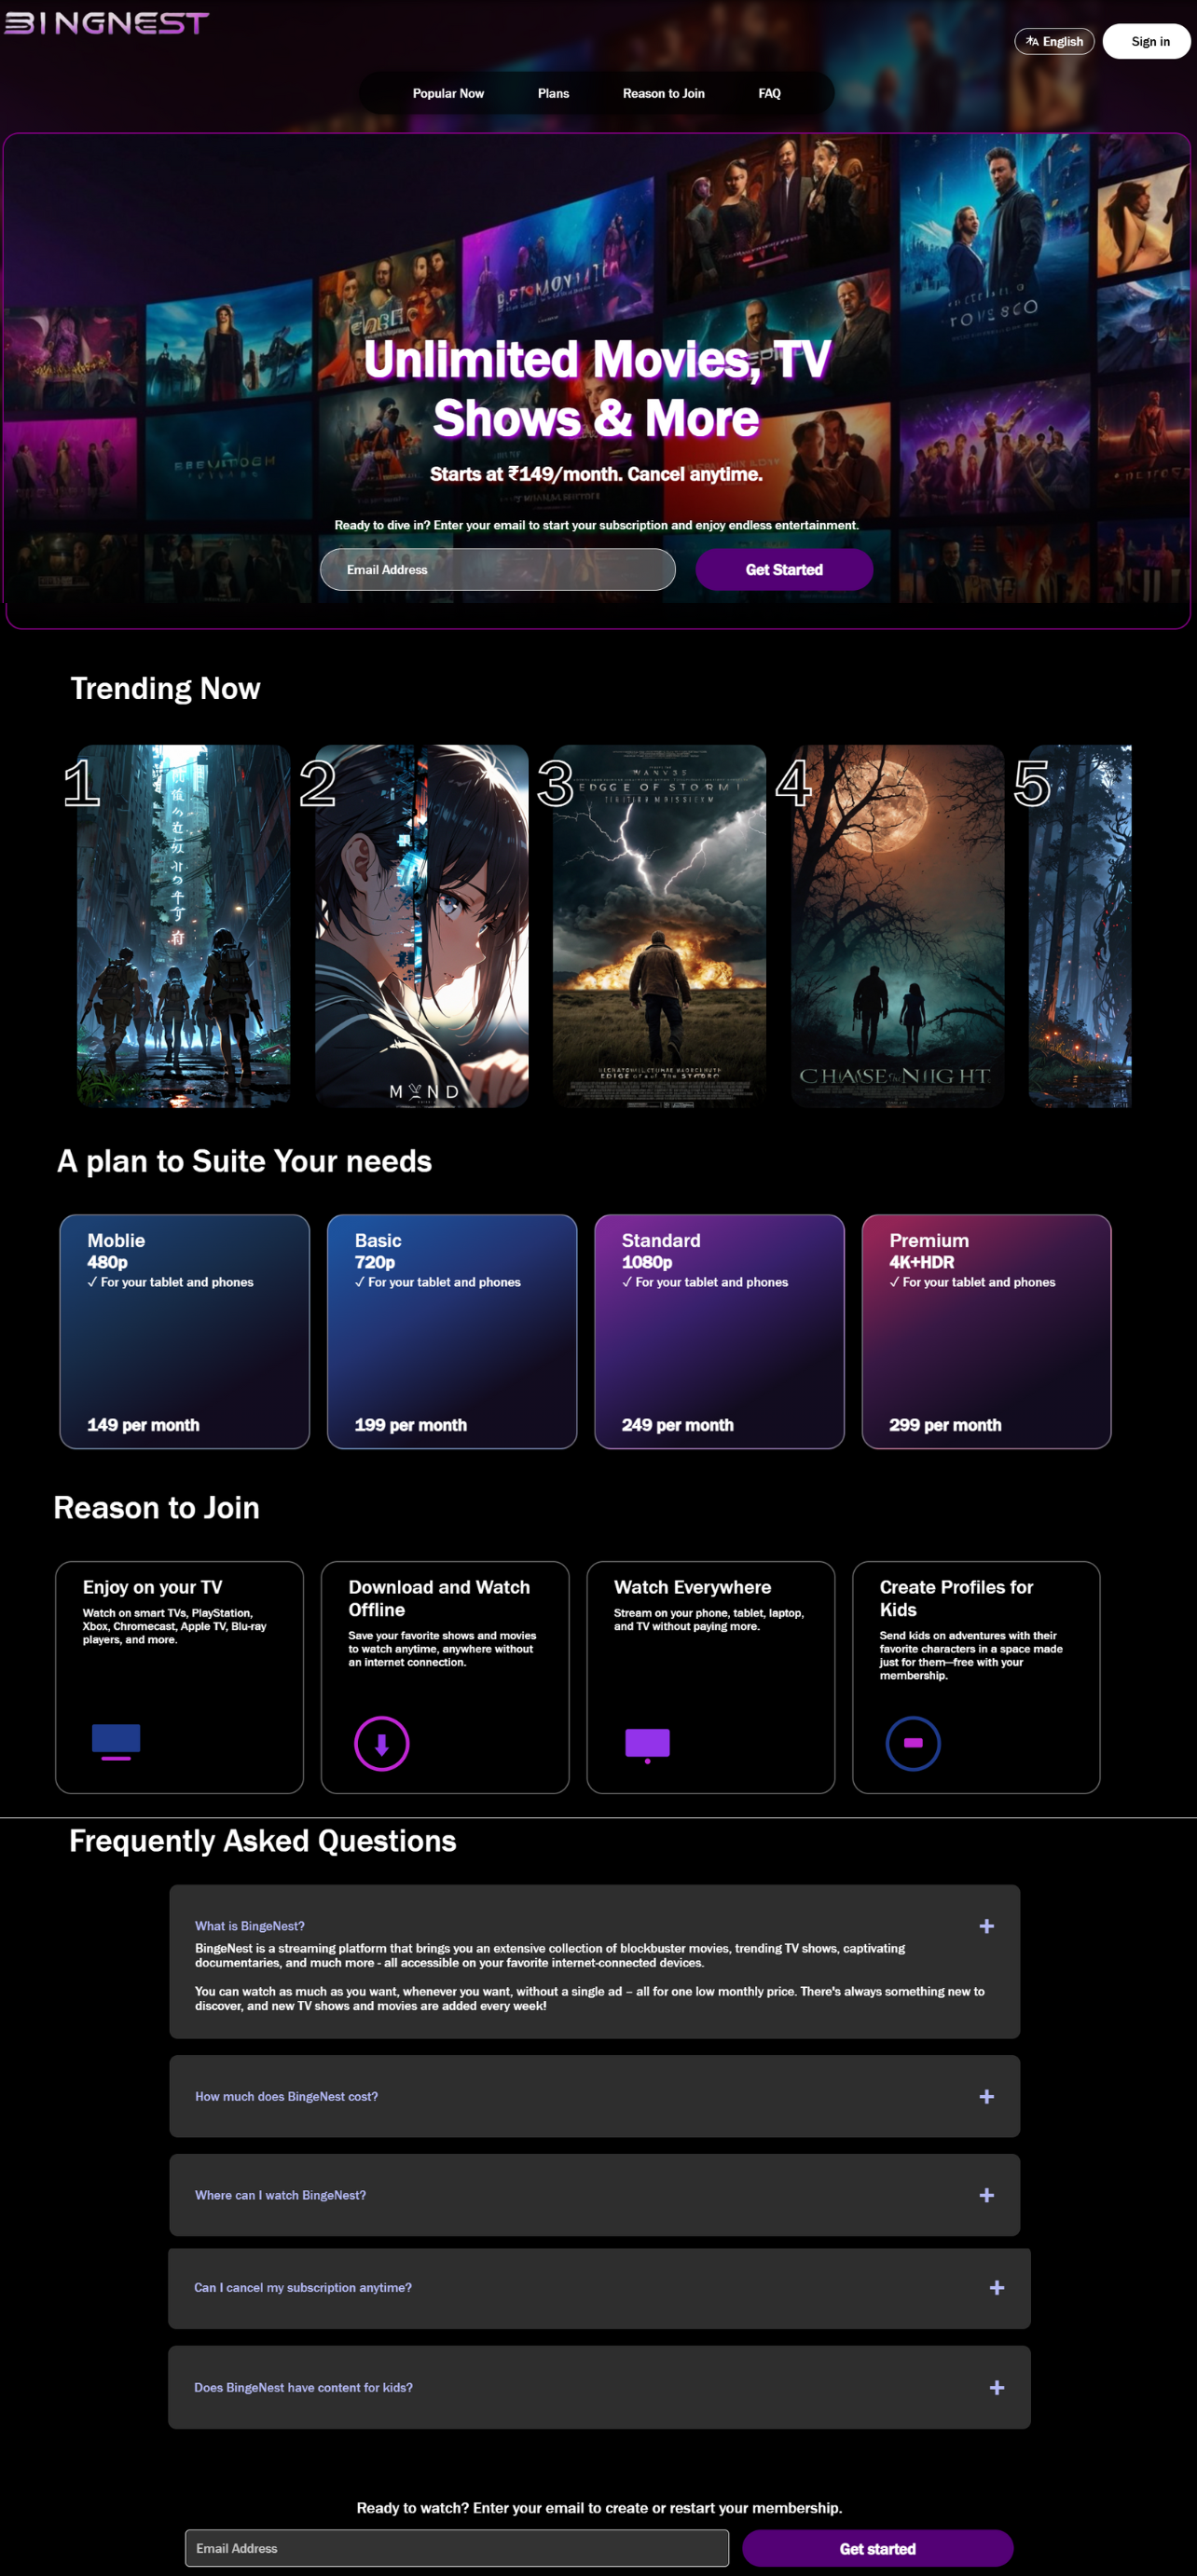 BINGNEST
English
Sign in
Popular Now
Plans
Reason to Join
FAQ
Unlimited Movies, TV
Shows & More
Starts at ₹149/month. Cancel anytime.
Ready to dive in? Enter your email to start your subscription and enjoy endless entertainment.
Email Address
Get Started
Trending Now
1
2
3
4
5
EDGGE OF STORM
M
ND
CHAASE
NIIGHT
A plan to Suite Your needs
Moblie
480p
✓ For your tablet and phones
149 per month
Basic
720p
✓ For your tablet and phones
199 per month
Standard
1080p
✓ For your tablet and phones
249 per month
Premium
4K+HDR
✓ For your tablet and phones
299 per month
Reason to Join
Enjoy on your TV
Watch on smart TVs, PlayStation,
Xbox, Chromecast, Apple TV, Blu-ray
players, and more.
Download and Watch
Offline
Save your favorite shows and movies
to watch anytime, anywhere without
an internet connection.
Watch Everywhere
Stream on your phone, tablet, laptop,
and TV without paying more.
Create Profiles for
Kids
Send kids on adventures with their
favorite characters in a space made
just for them—free with your
membership.
Frequently Asked Questions
What is BingeNest?
+
BingeNest is a streaming platform that brings you an extensive collection of blockbuster movies, trending TV shows, captivating
documentaries, and much more - all accessible on your favorite internet-connected devices.
You can watch as much as you want, whenever you want, without a single ad – all for one low monthly price. There's always something new to
discover, and new TV shows and movies are added every week!
How much does BingeNest cost?
+
Where can I watch BingeNest?
+
Can I cancel my subscription anytime?
+
Does BingeNest have content for kids?
+
Ready to watch? Enter your email to create or restart your membership.
Email Address
Get started